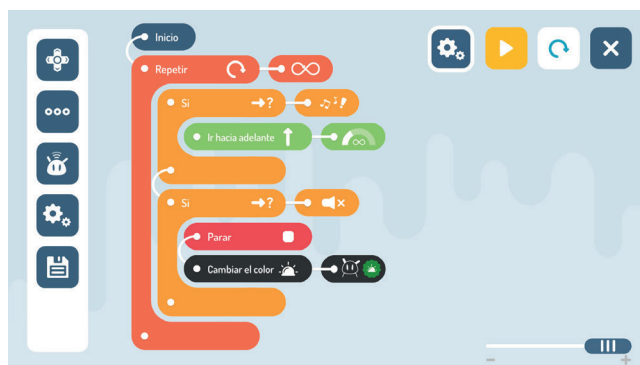 Inicio
Repetir
Si
Ir hacia adelante
Si
Parar
Cambiar el color